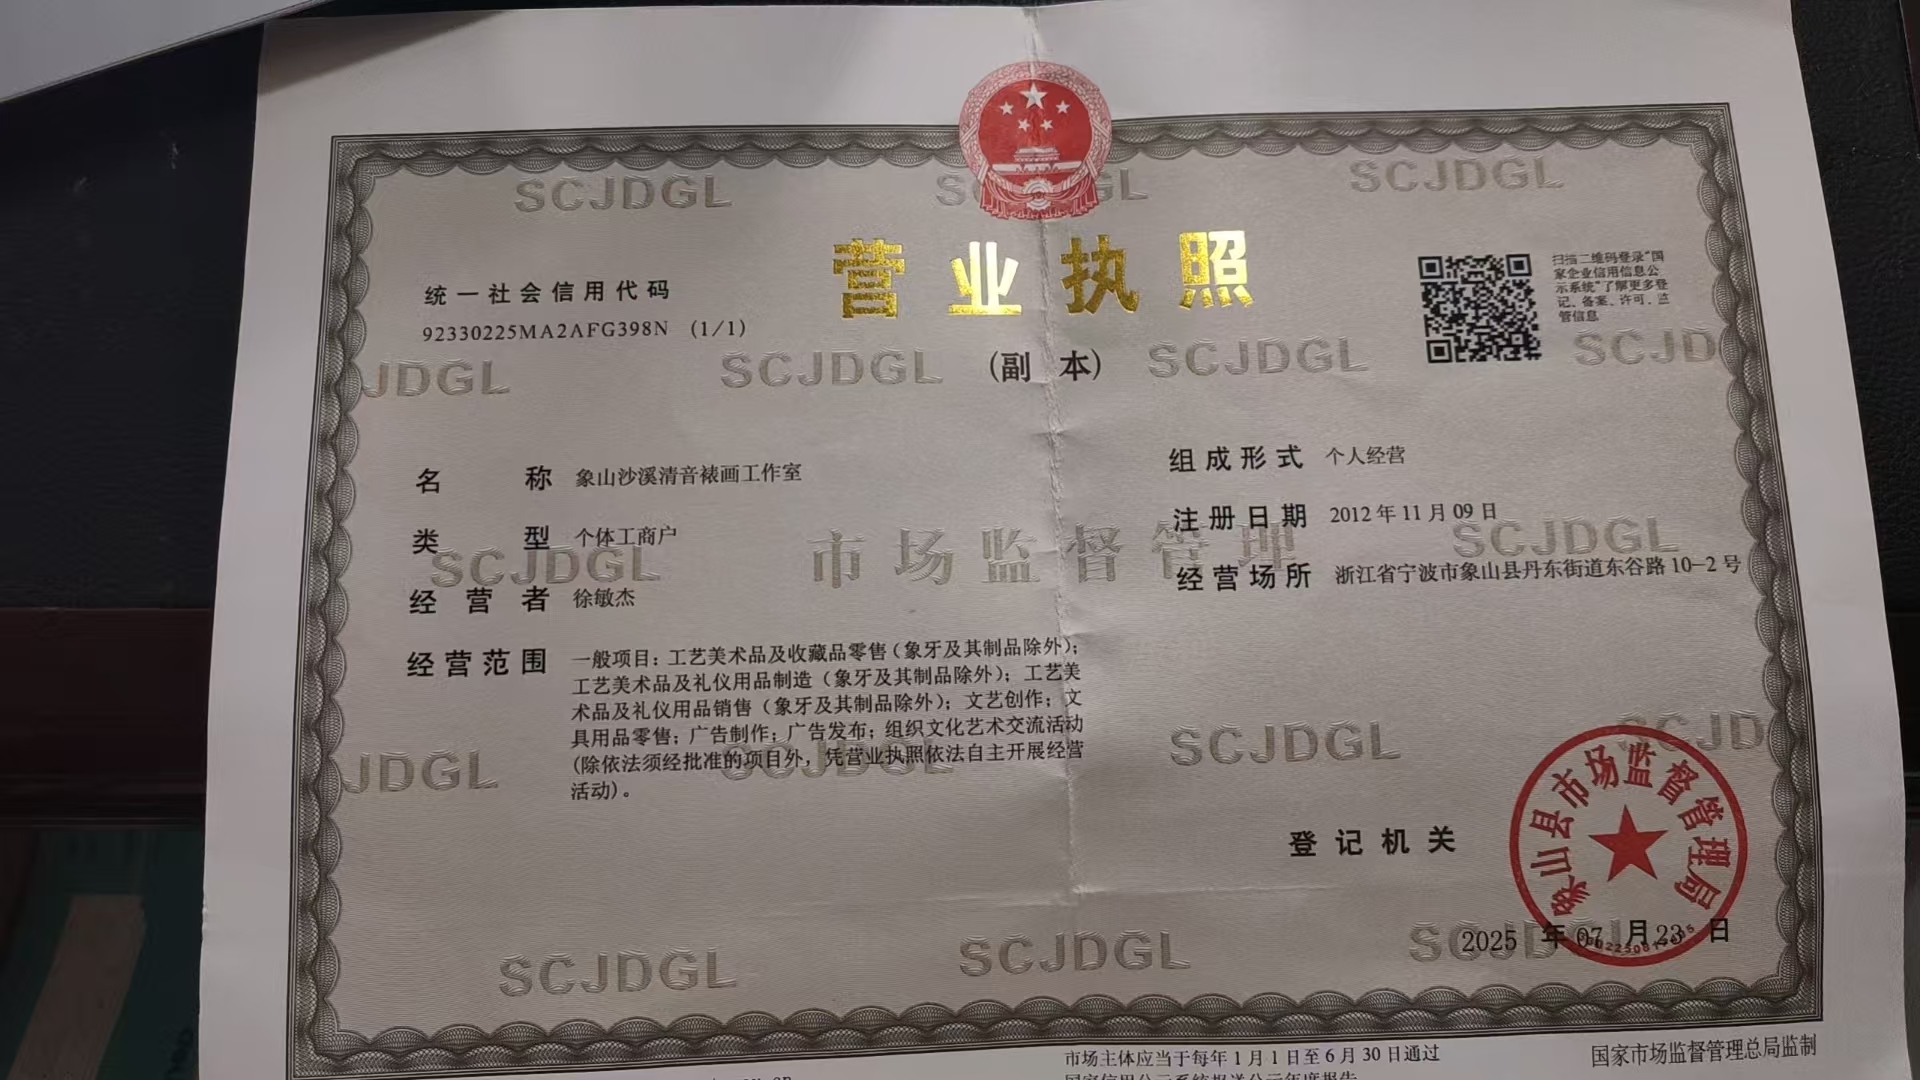 营业执照
(副 本)
统一社会信用代码
92330225MA2AFG398N (1/1)
扫描二维码登录“国
家企业信用信息公
示系统”了解更多登
记、备案、许可、监
管信息
名 称 象山沙溪清音裱画工作室
类 型 个体工商户
经 营 者 徐敏杰
经营范围 一般项目：工艺美术品及收藏品零售（象牙及其制品除外）；
工艺美术品及礼仪用品制造（象牙及其制品除外）；工艺美
术品及礼仪用品销售（象牙及其制品除外）；文艺创作；文
具用品零售；广告制作；广告发布；组织文化艺术交流活动
(除依法须经批准的项目外，凭营业执照依法自主开展经营
活动)。
组成形式 个人经营
注册日期 2012年11月09日
经营场所 浙江省宁波市象山县丹东街道东谷路10-2号
市场监督管理
SCJDGL
登记机关
象山县市场监督管理局
2025 年 07 月 23 日
市场主体应当于每年1月1日至6月30日通过
国家市场监督管理总局监制